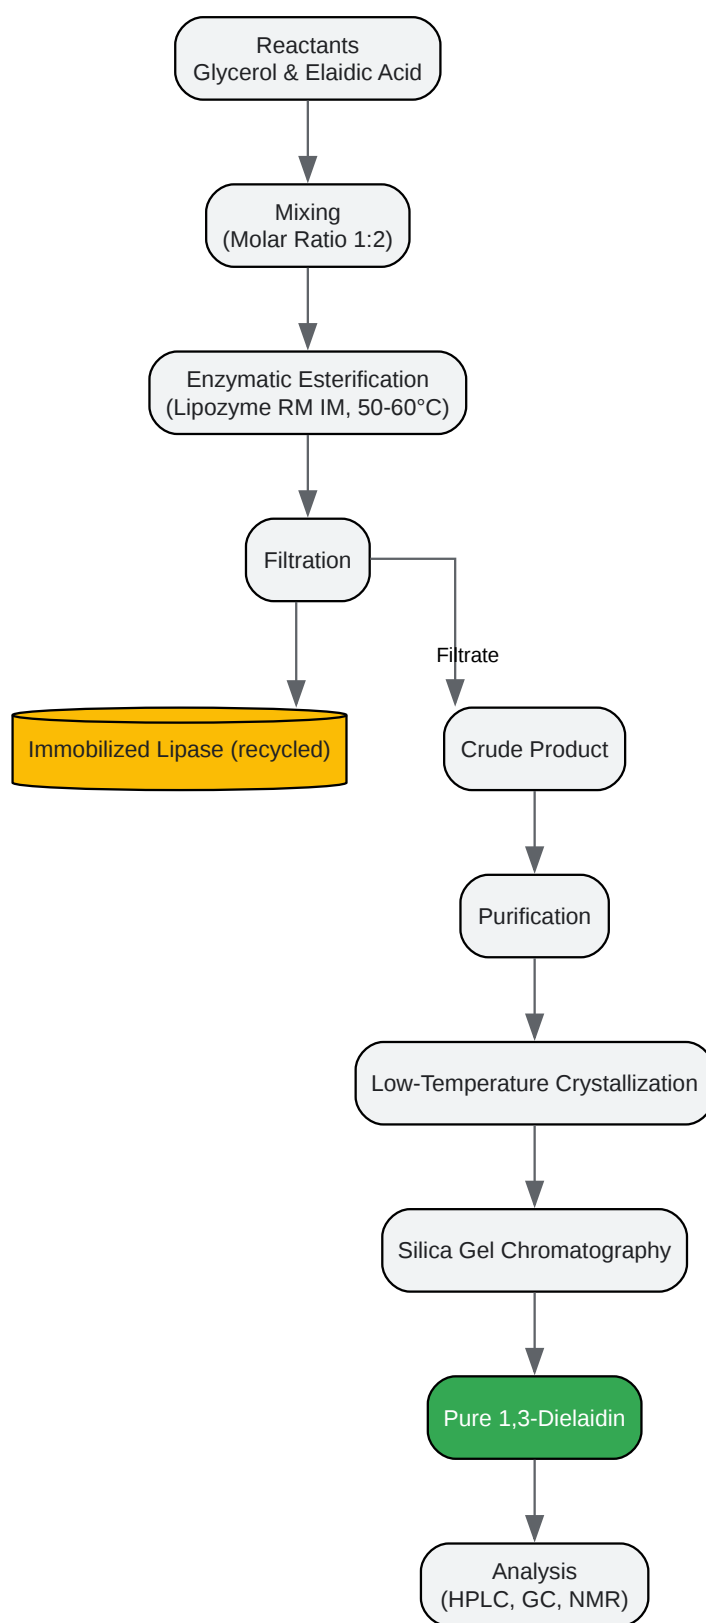 Reactants
Glycerol & Elaidic Acid
Mixing
(Molar Ratio 1:2)
Enzymatic Esterification
(Lipozyme RM IM, 50-60°C)
Filtration
Filtrate
Immobilized Lipase (recycled)
Crude Product
Purification
Low-Temperature Crystallization
Silica Gel Chromatography
Pure 1,3-Dielaidin
Analysis
(HPLC, GC, NMR)